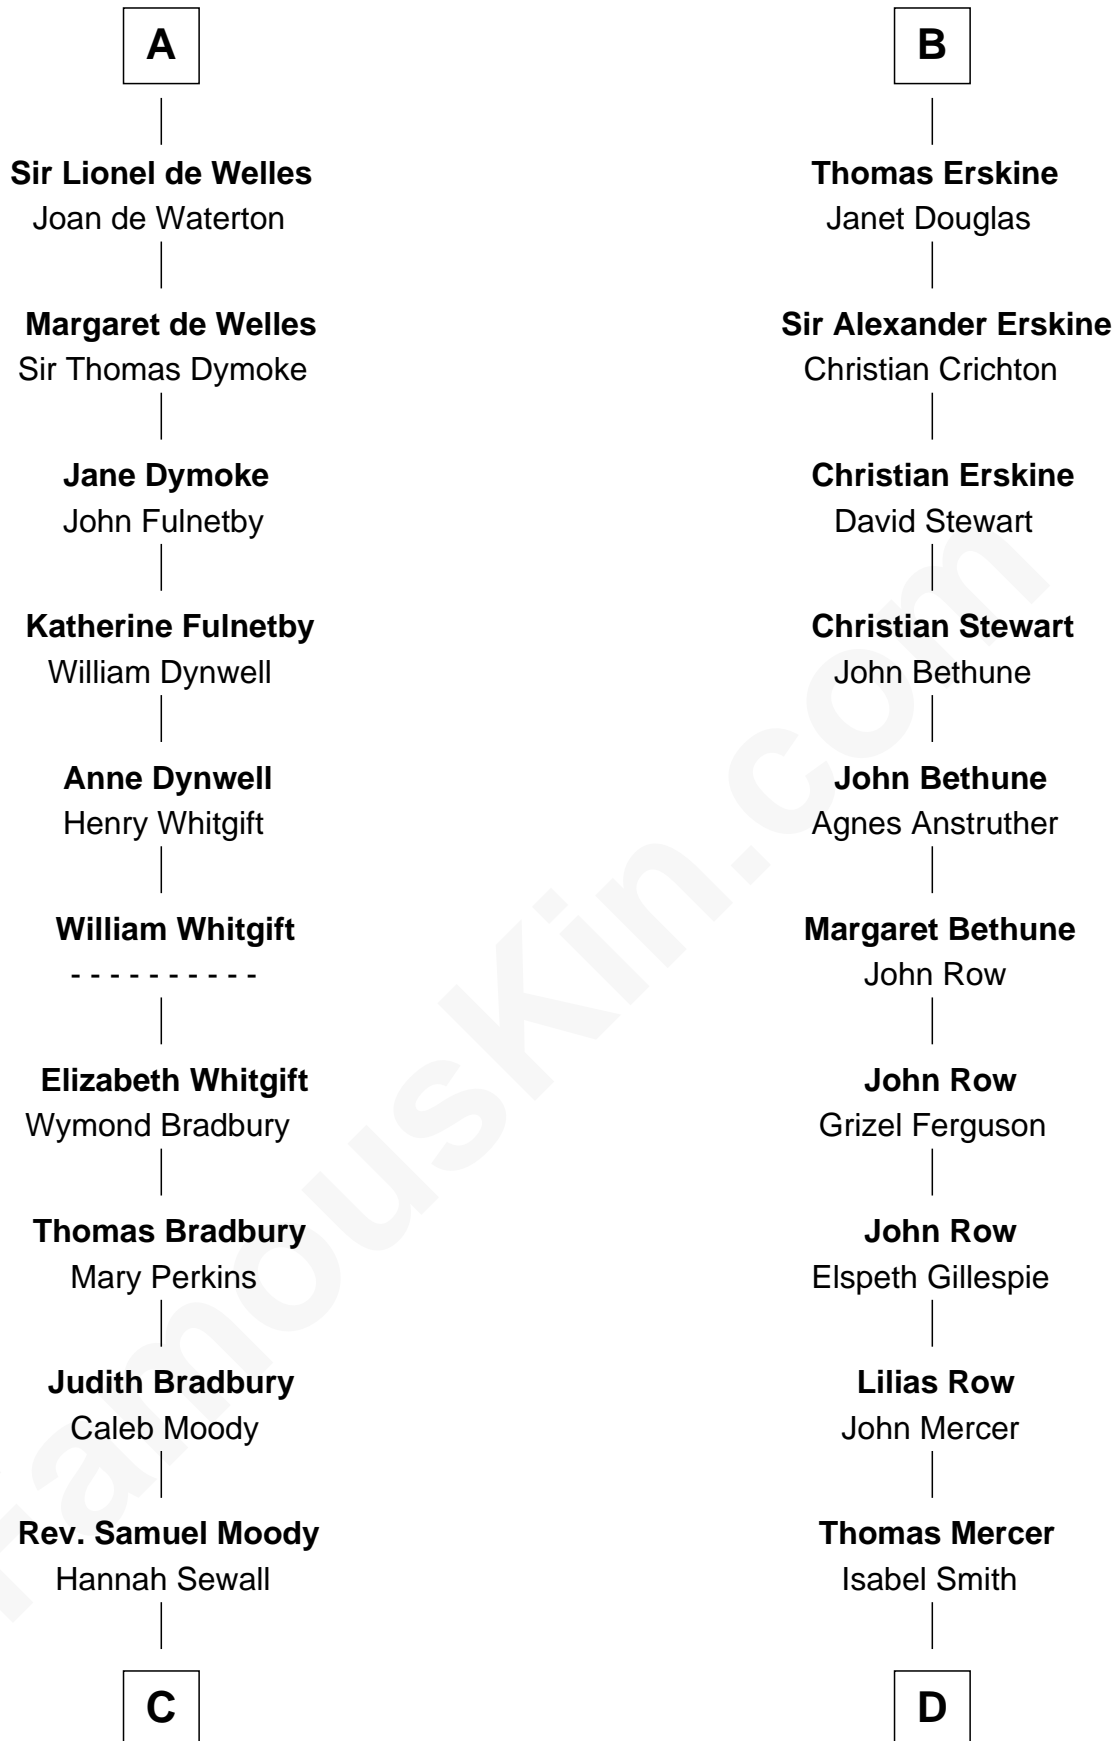 A
Sir Lionel de Welles
Joan de Waterton
Margaret de Welles
Sir Thomas Dymoke
Jane Dymoke
John Fulnetby
Katherine Fulnetby
William Dynwell
Anne Dynwell
Henry Whitgift
William Whitgift
- - - - - - - - - -
Elizabeth Whitgift
Wymond Bradbury
Thomas Bradbury
Mary Perkins
Judith Bradbury
Caleb Moody
Rev. Samuel Moody
Hannah Sewall
C
B
Thomas Erskine
Janet Douglas
Sir Alexander Erskine
Christian Crichton
Christian Erskine
David Stewart
Christian Stewart
John Bethune
John Bethune
Agnes Anstruther
Margaret Bethune
John Row
John Row
Grizel Ferguson
John Row
Elspeth Gillespie
Lilias Row
John Mercer
Thomas Mercer
Isabel Smith
D
FamousKin.com